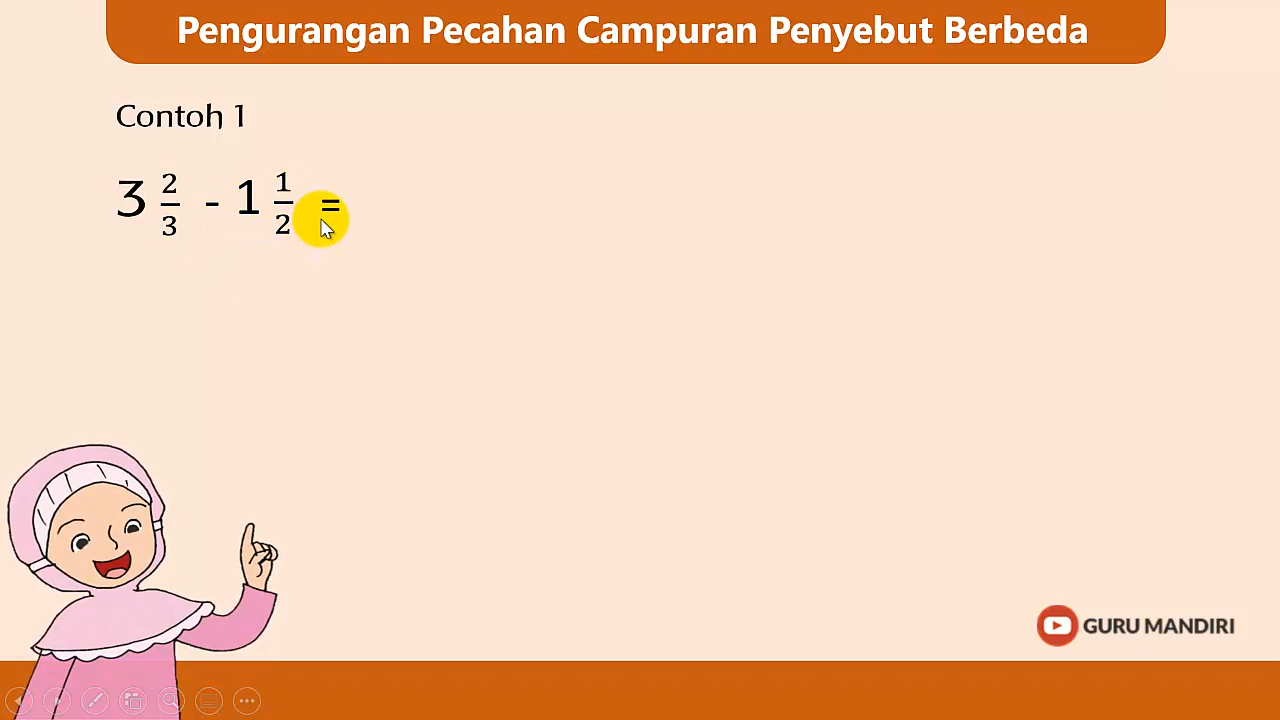 Pengurangan Pecahan Campuran Penyebut Berbeda
Contoh 1
3 2/3 - 1 1/2 =
GURU MANDIRI